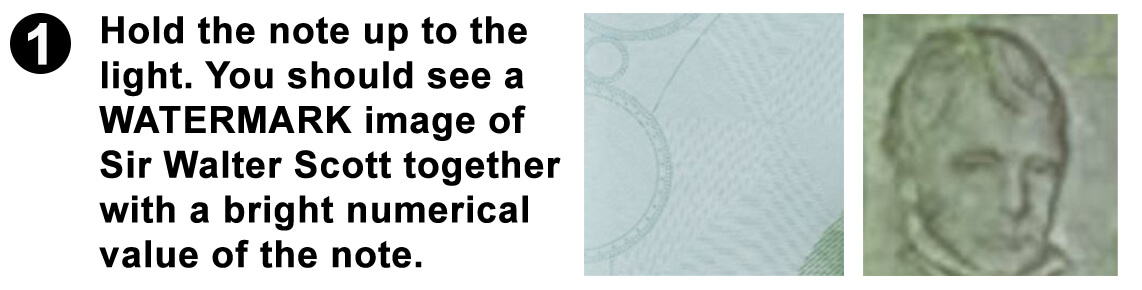 1
Hold the note up to the
light. You should see a
WATERMARK image of
Sir Walter Scott together
with a bright numerical
value of the note.